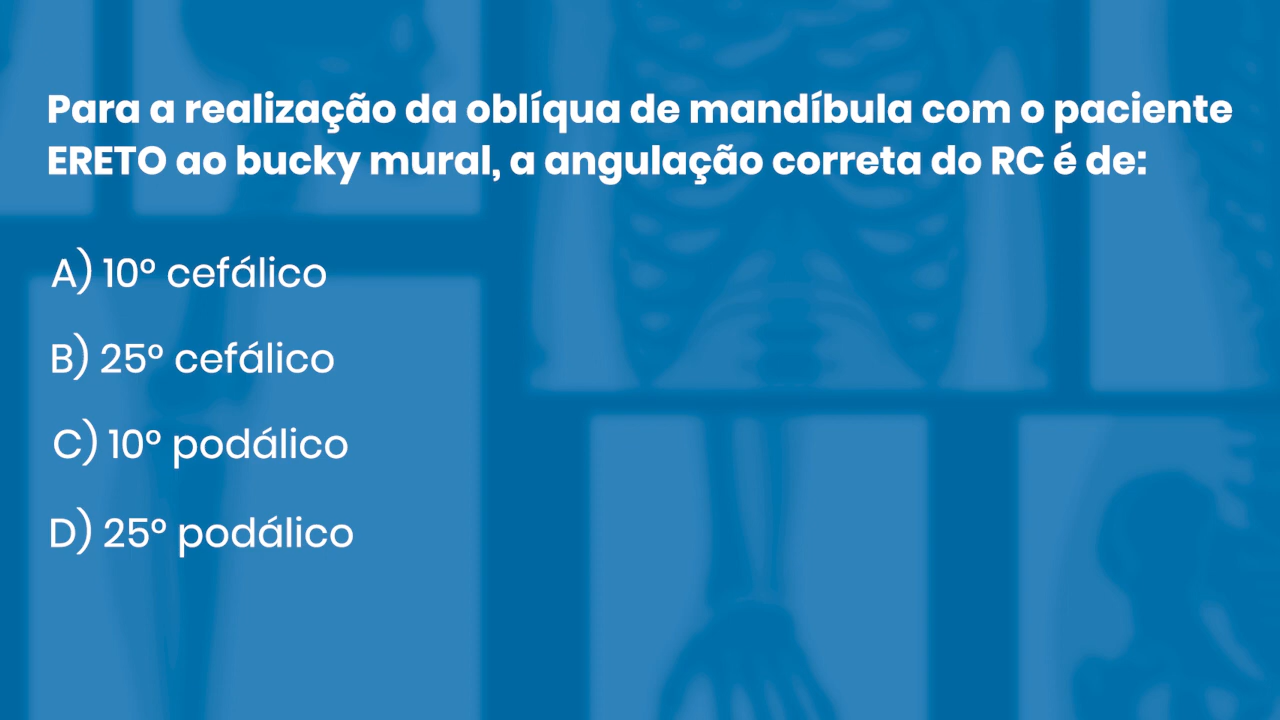 Para a realização da oblíqua de mandíbula com o paciente
ERETO ao bucky mural, a angulação correta do RC é de:
A) 10º cefálico
B) 25º cefálico
C) 10º podálico
D) 25º podálico